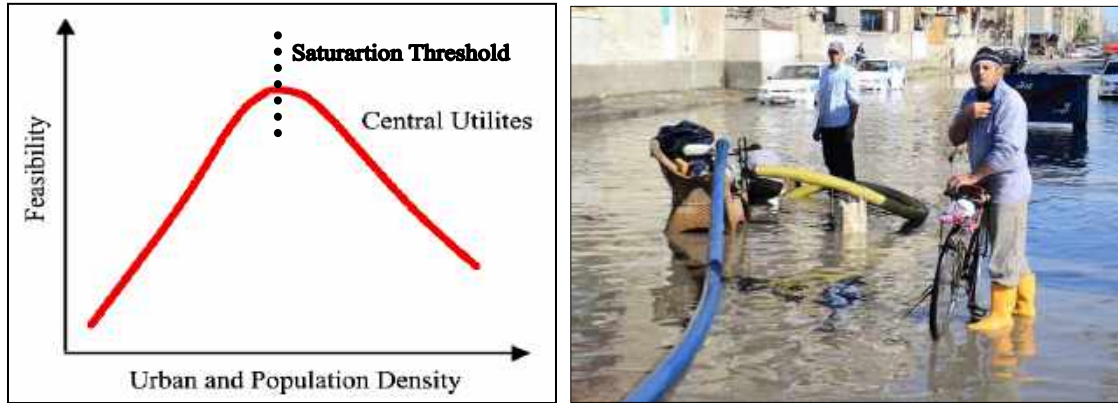 Saturartion Threshold
Central Utilites
Feasibility
Urban and Population Density